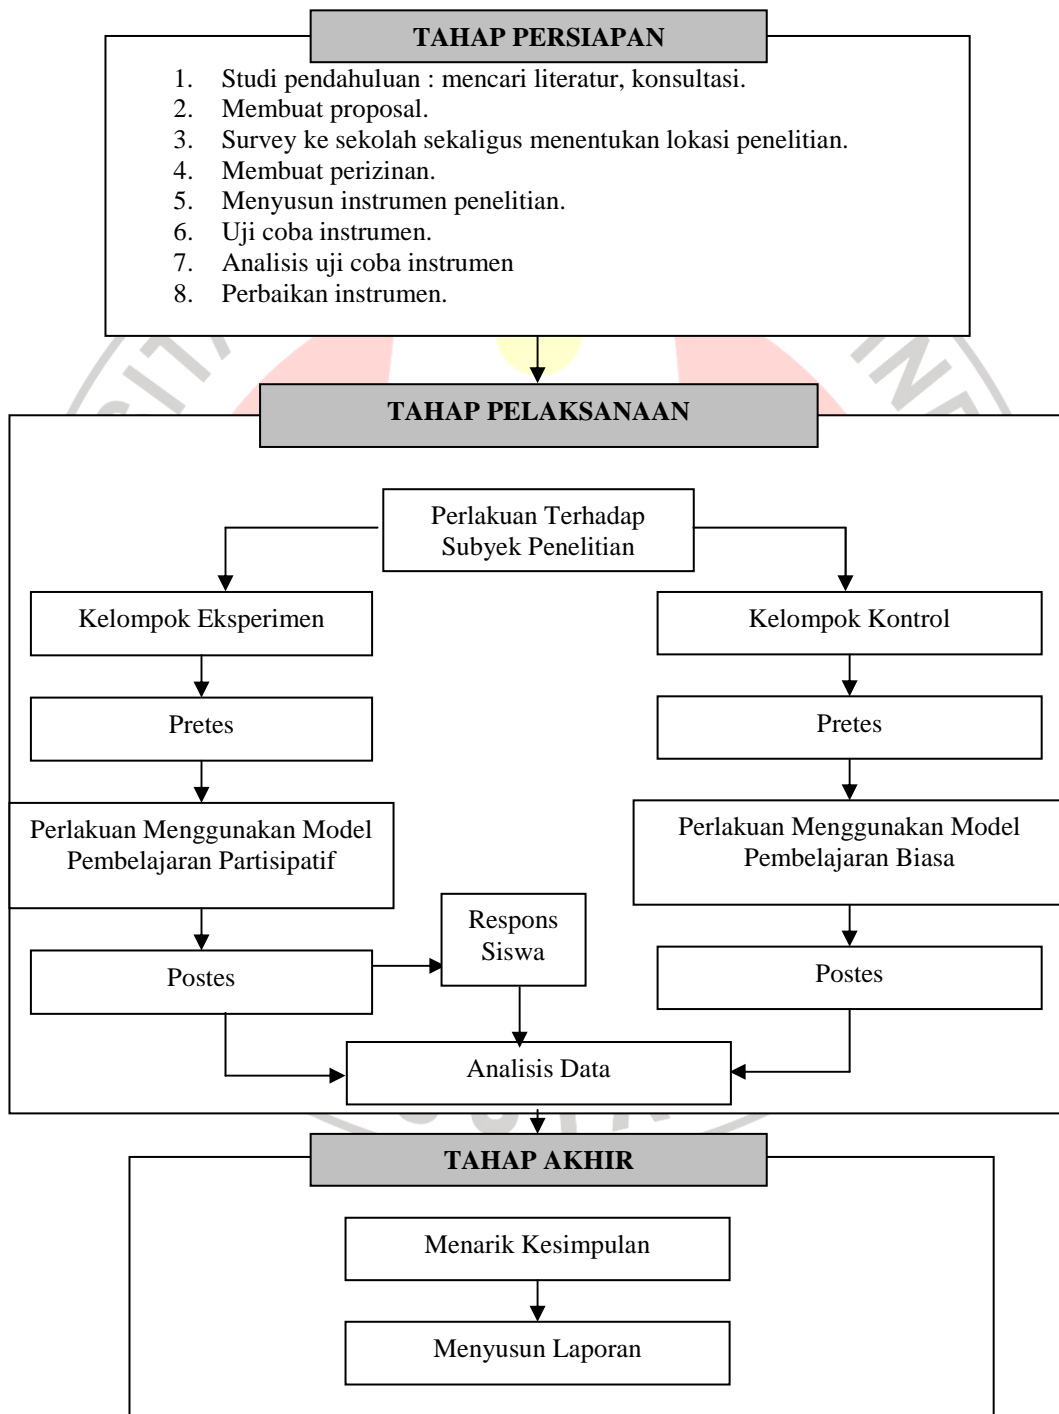 TAHAP PERSIAPAN
1. Studi pendahuluan : mencari literatur, konsultasi.
2. Membuat proposal.
3. Survey ke sekolah sekaligus menentukan lokasi penelitian.
4. Membuat perizinan.
5. Menyusun instrumen penelitian.
6. Uji coba instrumen.
7. Analisis uji coba instrumen
8. Perbaikan instrumen.
TAHAP PELAKSANAAN
Perlakuan Terhadap
Subyek Penelitian
Kelompok Eksperimen
Kelompok Kontrol
Pretes
Pretes
Perlakuan Menggunakan Model
Pembelajaran Partisipatif
Perlakuan Menggunakan Model
Pembelajaran Biasa
Respons
Siswa
Postes
Postes
Analisis Data
TAHAP AKHIR
Menarik Kesimpulan
Menyusun Laporan